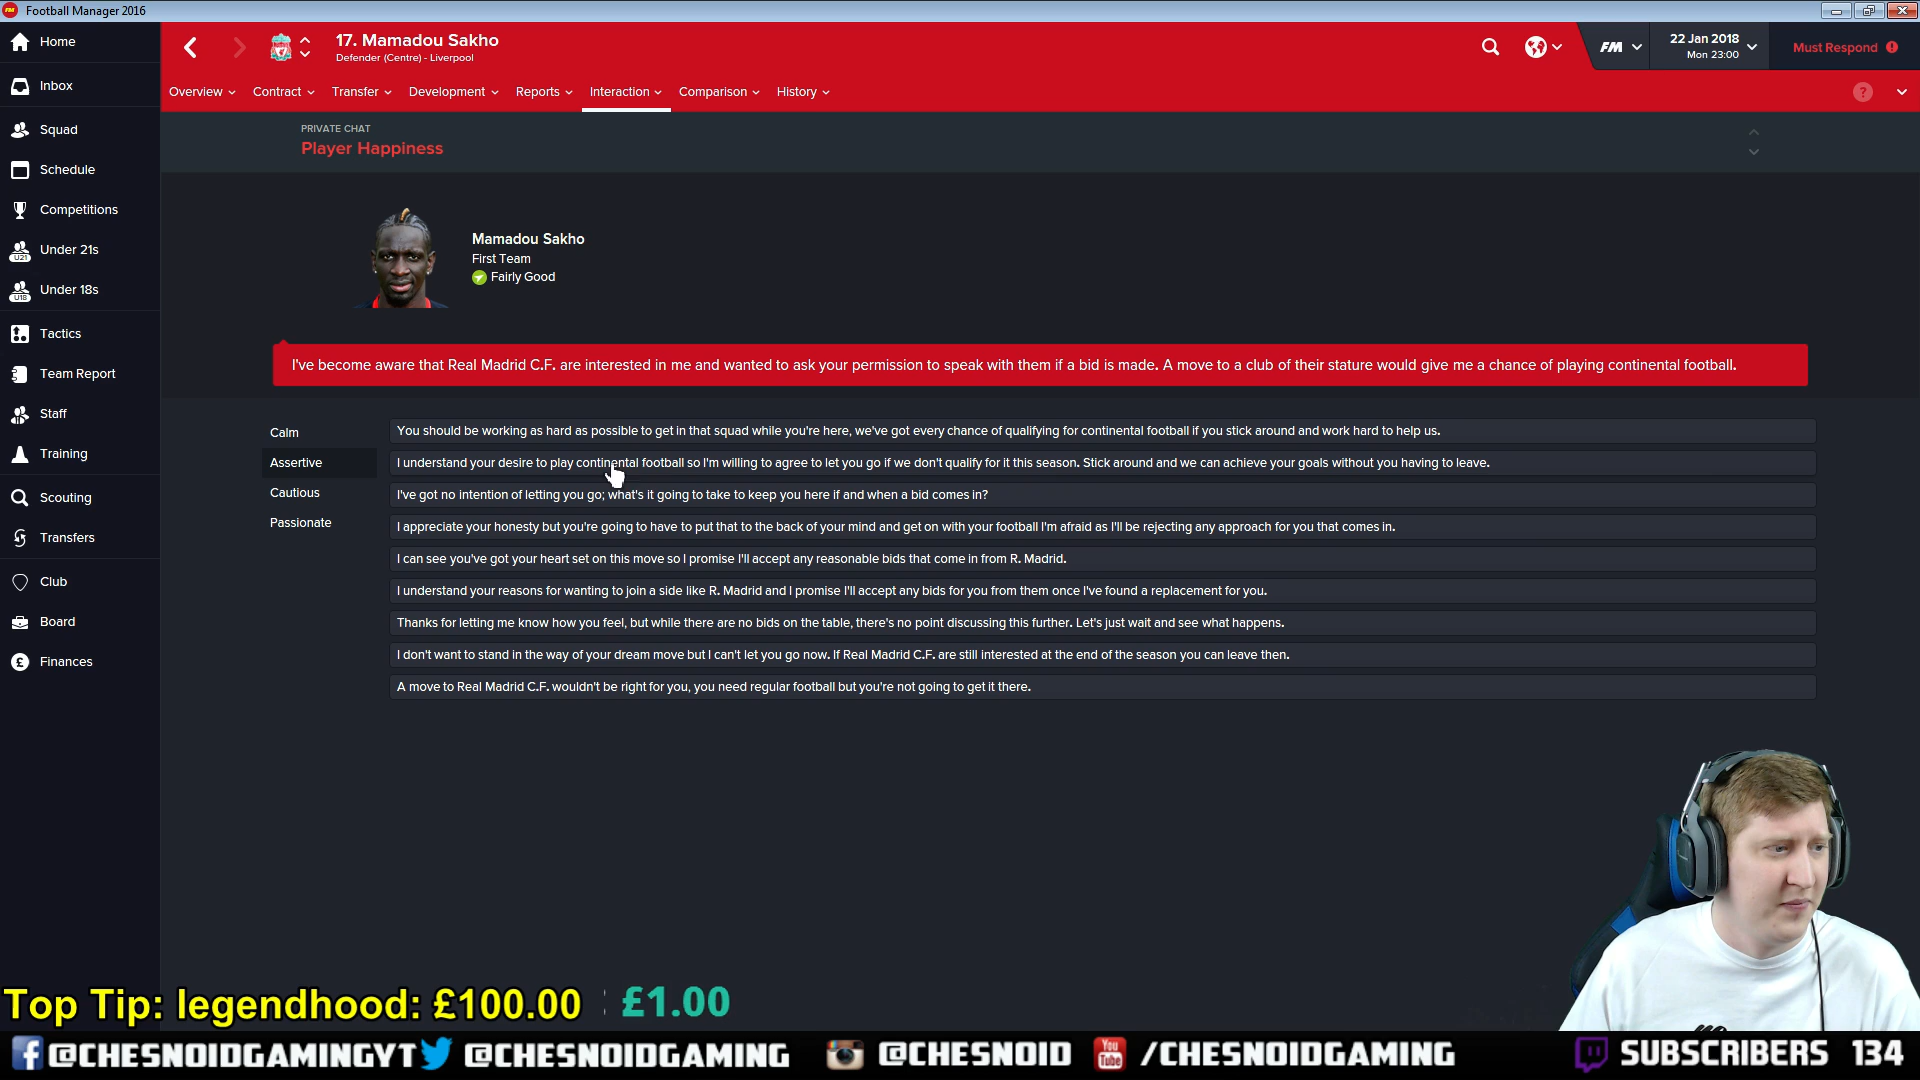 Football Manager 2016
Home
Inbox
Squad
Schedule
Competitions
Under 21s
U21
Under 18s
U18
Tactics
Team Report
Staff
Training
Scouting
Transfers
Club
Board
Finances
17. Mamadou Sakho
Defender (Centre) - Liverpool
FM
22 Jan 2018
Mon 23:00
Must Respond
Overview
Contract
Transfer
Development
Reports
Interaction
Comparison
History
PRIVATE CHAT
Player Happiness
Mamadou Sakho
First Team
Fairly Good
I've become aware that Real Madrid C.F. are interested in me and wanted to ask your permission to speak with them if a bid is made. A move to a club of their stature would give me a chance of playing continental football.
Calm
Assertive
Cautious
Passionate
You should be working as hard as possible to get in that squad while you're here, we've got every chance of qualifying for continental football if you stick around and work hard to help us.
I understand your desire to play continental football so I'm willing to agree to let you go if we don't qualify for it this season. Stick around and we can achieve your goals without you having to leave.
I've got no intention of letting you go; what's it going to take to keep you here if and when a bid comes in?
I appreciate your honesty but you're going to have to put that to the back of your mind and get on with your football I'm afraid as I'll be rejecting any approach for you that comes in.
I can see you've got your heart set on this move so I promise I'll accept any reasonable bids that come in from R. Madrid.
I understand your reasons for wanting to join a side like R. Madrid and I promise I'll accept any bids for you from them once I've found a replacement for you.
Thanks for letting me know how you feel, but while there are no bids on the table, there's no point discussing this further. Let's just wait and see what happens.
I don't want to stand in the way of your dream move but I can't let you go now. If Real Madrid C.F. are still interested at the end of the season you can leave then.
A move to Real Madrid C.F. wouldn't be right for you, you need regular football but you're not going to get it there.
Top Tip: legendhood: £100.00 £1.00
@CHESNOIDGAMINGYT @CHESNOIDGAMING @CHESNOID You Tube /CHESNOIDGAMING SUBSCRIBERS 134